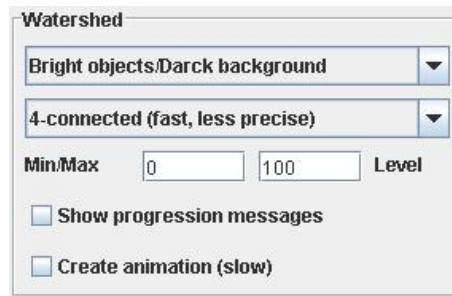 Watershed
Bright objects/Darck background
4-connected (fast, less precise)
Min/Max 0 100 Level
Show progression messages
Create animation (slow)